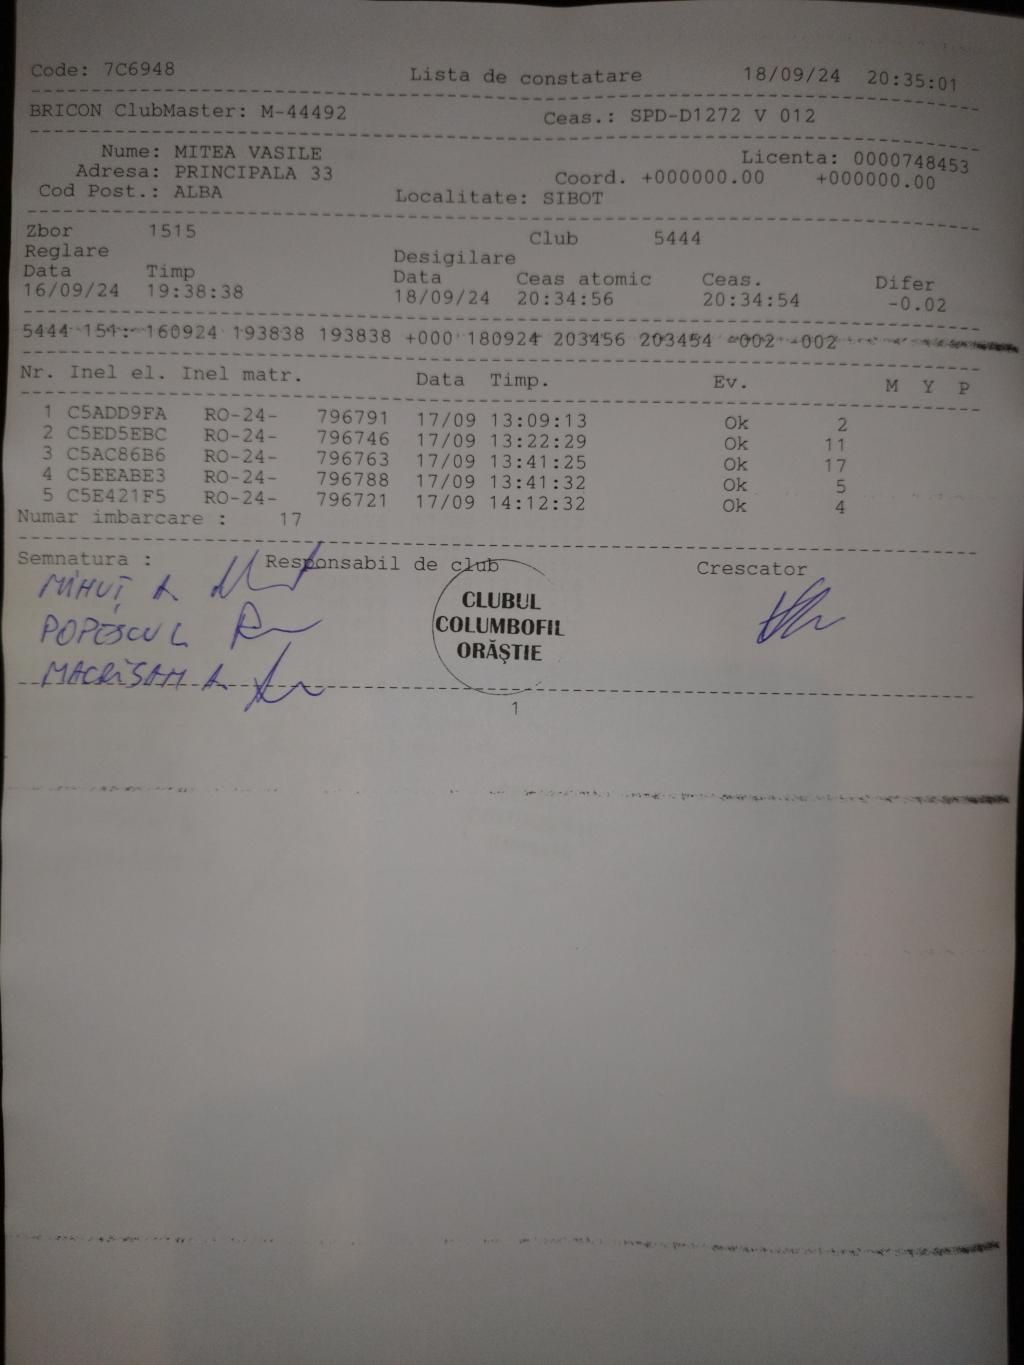 Code: 7C6948 Lista de constatare 18/09/24 20:35:01
BRICON ClubMaster: M-44492 Ceas.: SPD-D1272 V 012
Nume: MITEA VASILE Licenta: 0000748453
Adresa: PRINCIPALA 33 Coord. +000000.00 +000000.00
Cod Post.: ALBA Localitate: SIBOT
Zbor 1515 Club 5444
Reglare Desigilare
Data Timp Data Ceas atomic Ceas. Difer
16/09/24 19:38:38 18/09/24 20:34:56 20:34:54 -0.02
5444 160924 193838 193838 +000 180924 203456 203454 -002 -002
Nr. Inel el. Inel matr. Data Timp. Ev. M Y P
1 C5ADD9FA RO-24- 796791 17/09 13:09:13 Ok 2
2 C5ED5EBC RO-24- 796746 17/09 13:22:29 Ok 11
3 C5AC86B6 RO-24- 796763 17/09 13:41:25 Ok 17
4 C5EEABE3 RO-24- 796788 17/09 13:41:32 Ok 5
5 C5E421F5 RO-24- 796721 17/09 14:12:32 Ok 4
Numar imbarcare : 17
Semnatura : Responsabil de club Crescator
MIHUȚ A.
POPESCU L
CLUBUL
COLUMBOFIL
ORĂŞTIE
1